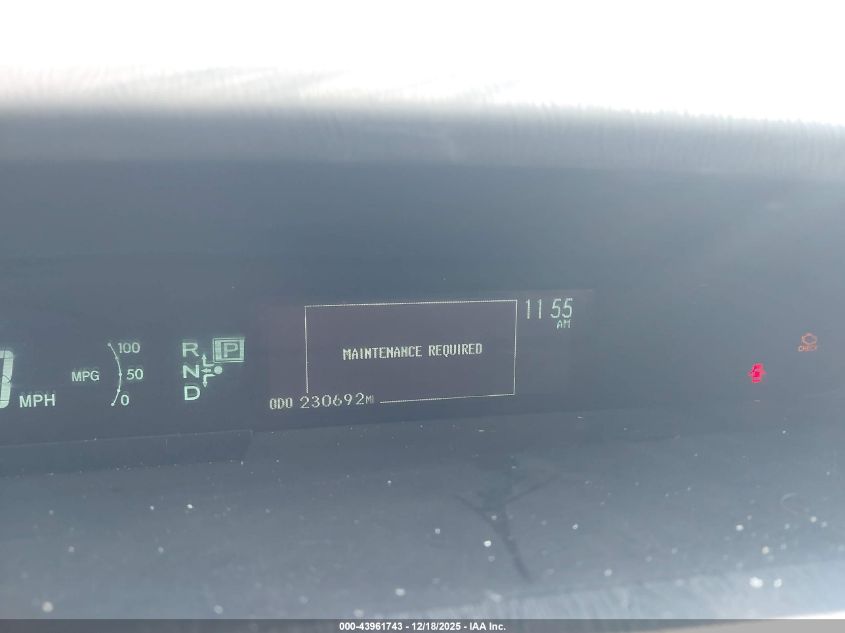 100
MPG 50
0
MPH
R P
N
D
MAINTENANCE REQUIRED
ODO 230692MI
11 55
AM
CHECK
000-43961743 - 12/18/2025 - IAA Inc.